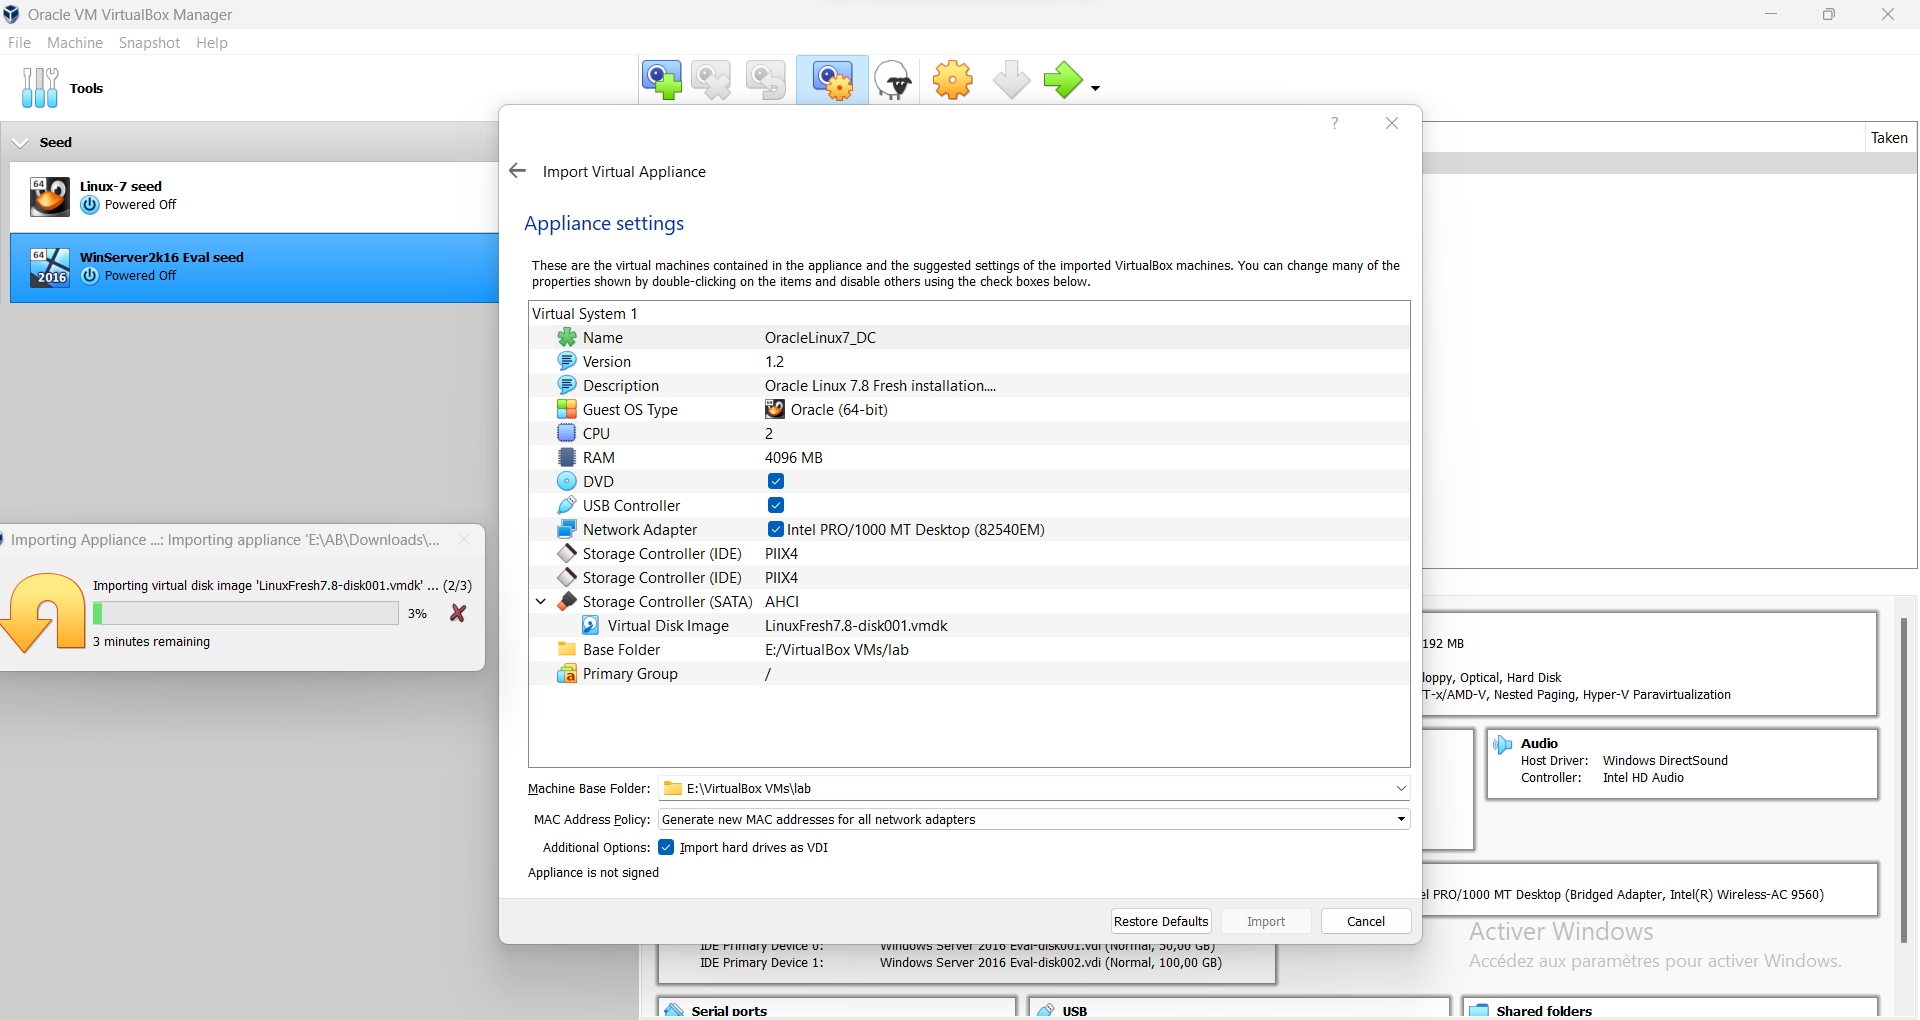 Oracle VM VirtualBox Manager
File Machine Snapshot Help
Tools
Seed
64
Linux-7 seed
Powered Off
64
2016
WinServer2k16 Eval seed
Powered Off
Taken
Importing Appliance ...: Importing appliance 'E:\AB\Downloads\...
Importing virtual disk image 'LinuxFresh7.8-disk001.vmdk' ... (2/3)
3%
3 minutes remaining
?
Import Virtual Appliance
Appliance settings
These are the virtual machines contained in the appliance and the suggested settings of the imported VirtualBox machines. You can change many of the
properties shown by double-clicking on the items and disable others using the check boxes below.
Virtual System 1
Name OracleLinux7_DC
Version 1.2
Description Oracle Linux 7.8 Fresh installation....
Guest OS Type Oracle (64-bit)
CPU 2
RAM 4096 MB
DVD
USB Controller
Network Adapter Intel PRO/1000 MT Desktop (82540EM)
Storage Controller (IDE) PIIX4
Storage Controller (IDE) PIIX4
Storage Controller (SATA) AHCI
Virtual Disk Image LinuxFresh7.8-disk001.vmdk
Base Folder E:/VirtualBox VMs/lab
Primary Group /
Machine Base Folder: E:\VirtualBox VMs\lab
MAC Address Policy: Generate new MAC addresses for all network adapters
Additional Options: Import hard drives as VDI
Appliance is not signed
Restore Defaults Import Cancel
192 MB
loppy, Optical, Hard Disk
T-x/AMD-V, Nested Paging, Hyper-V Paravirtualization
Audio
Host Driver: Windows DirectSound
Controller: Intel HD Audio
el PRO/1000 MT Desktop (Bridged Adapter, Intel(R) Wireless-AC 9560)
Activer Windows
Accédez aux paramètres pour activer Windows.
IDE Primary Device 0: Windows Server 2016 Eval-disk001.vdi (Normal, 50,00 GB)
IDE Primary Device 1: Windows Server 2016 Eval-disk002.vdi (Normal, 100,00 GB)
Serial ports
USB
Shared folders